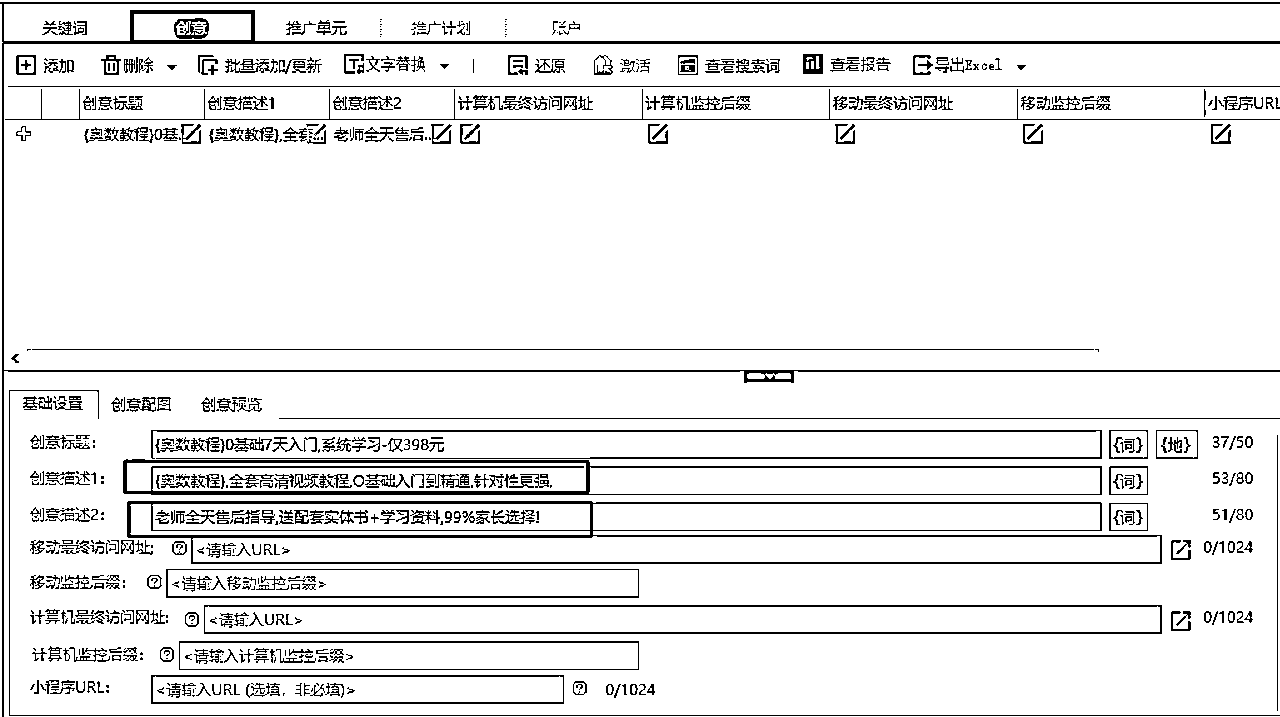 关键词 创意 推广单元 推广计划 账户
添加 删除 批量添加/更新 文字替换 还原 激活 查看搜索词 查看报告 导出Excel
创意标题 创意描述1 创意描述2 计算机最终访问网址 计算机监控后缀 移动最终访问网址 移动监控后缀 小程序URL
{奥数教程}0基... {奥数教程},全套... 老师全天售后...
基础设置 创意配图 创意预览
创意标题: {奥数教程}0基础7天入门,系统学习-仅398元 {词} {地} 37/50
创意描述1: {奥数教程},全套高清视频教程,0基础入门到精通,针对性更强, {词} 53/80
创意描述2: 老师全天售后指导,送配套实体书+学习资料,99%家长选择! {词} 51/80
移动最终访问网址: <请输入URL> 0/1024
移动监控后缀: <请输入移动监控后缀>
计算机最终访问网址: <请输入URL> 0/1024
计算机监控后缀: <请输入计算机监控后缀>
小程序URL: <请输入URL (选填，非必填)> 0/1024